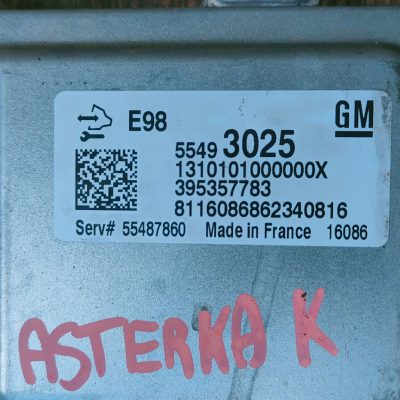 E98
GM
5549 3025
1310101000000X
395357783
8116086862340816
Serv# 55487860 Made in France 16086
ASTERKA K